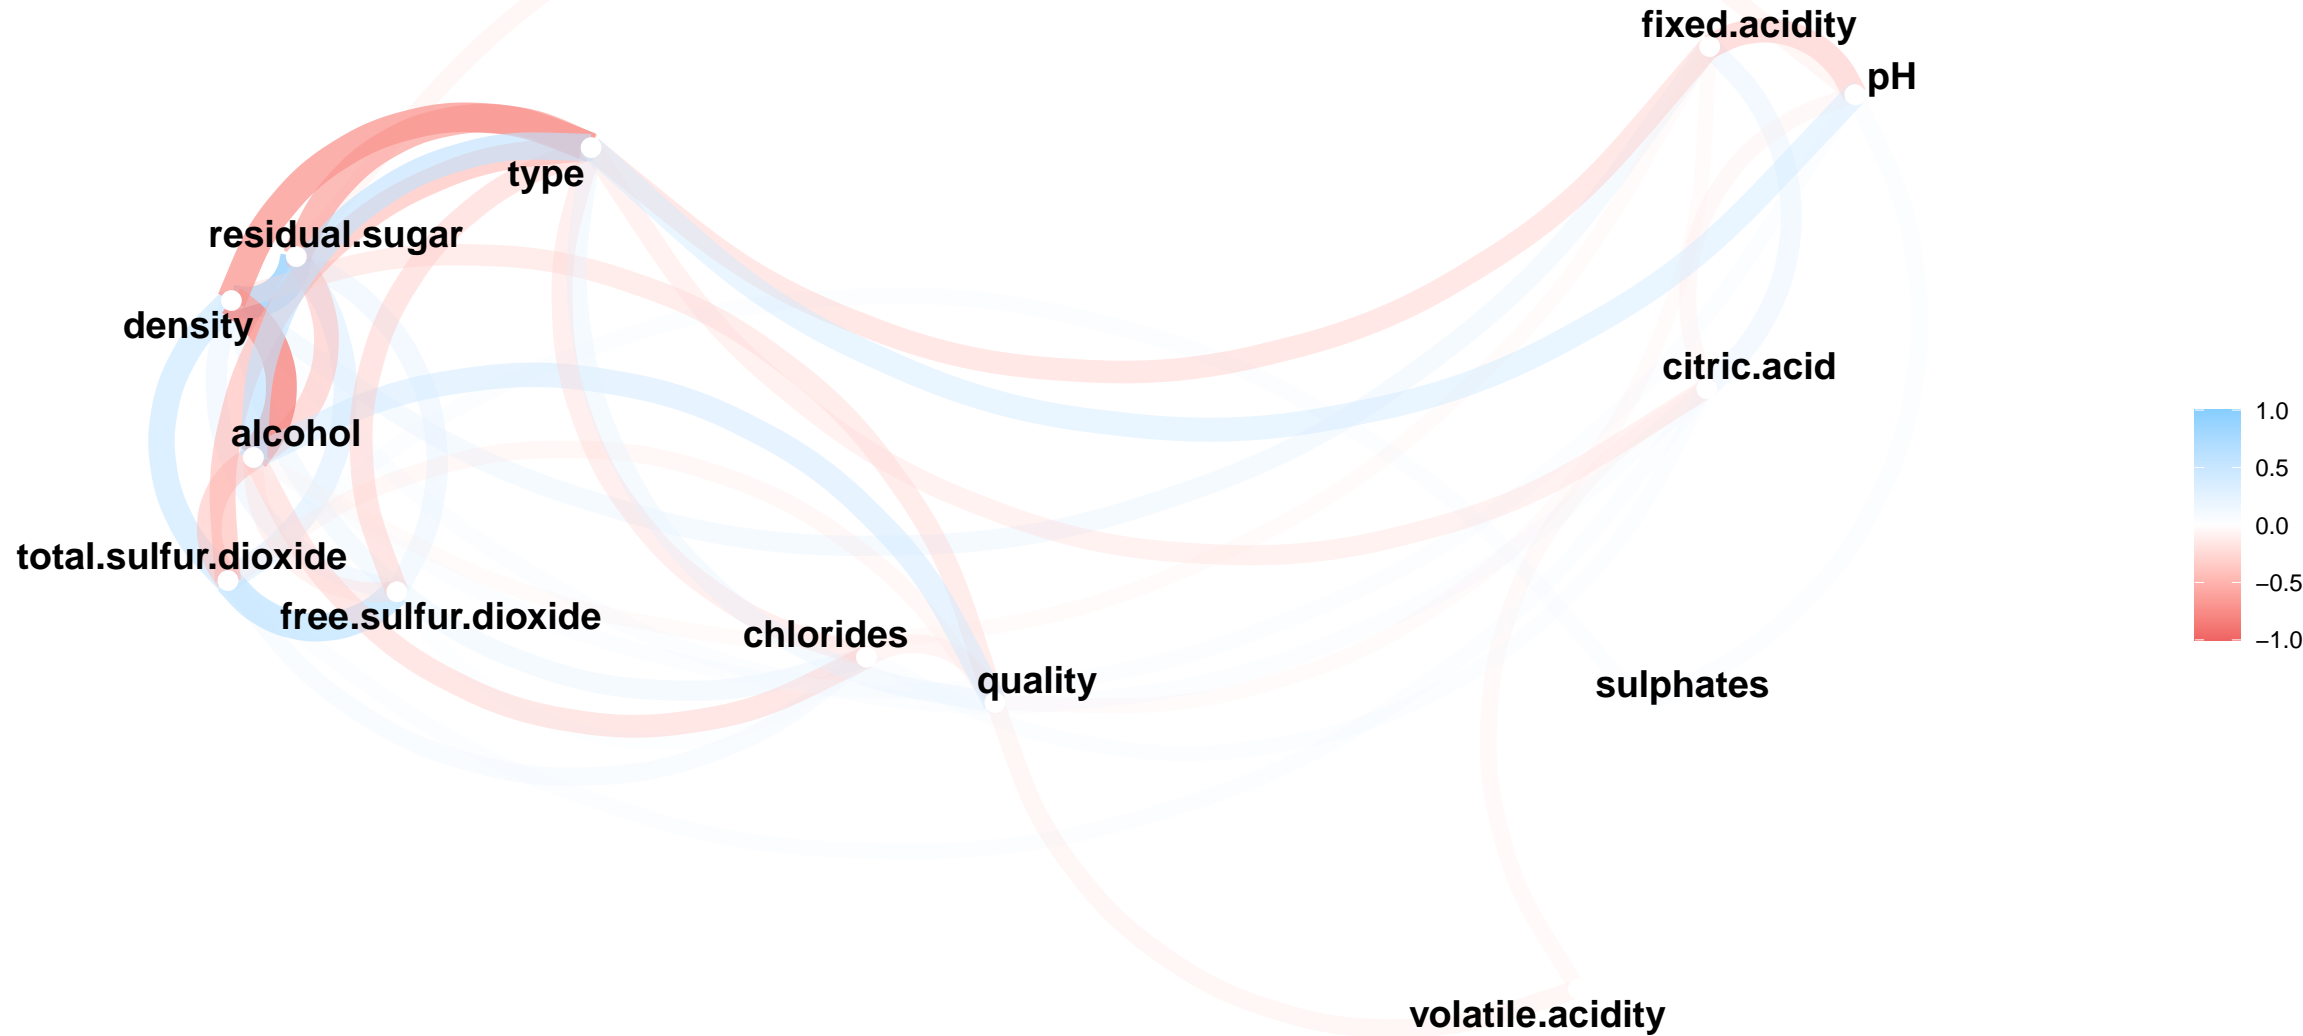 fixed.acidity
pH
type
residual.sugar
density
citric.acid
alcohol
total.sulfur.dioxide
free.sulfur.dioxide
chlorides
quality
sulphates
volatile.acidity
1.0
0.5
0.0
−0.5
−1.0